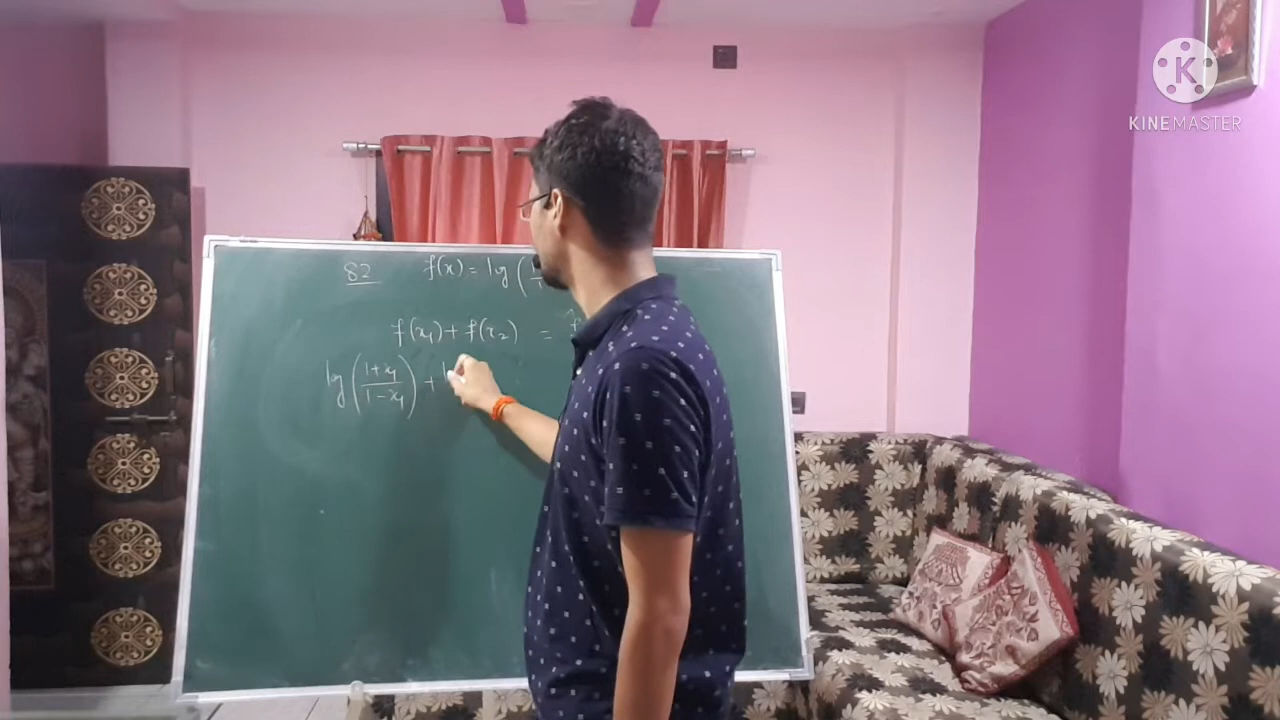 K
KINEMASTER
82 f(x) = log (
f(x₁) + f(x₂) = f
log (1+x₁/1-x₁) + l